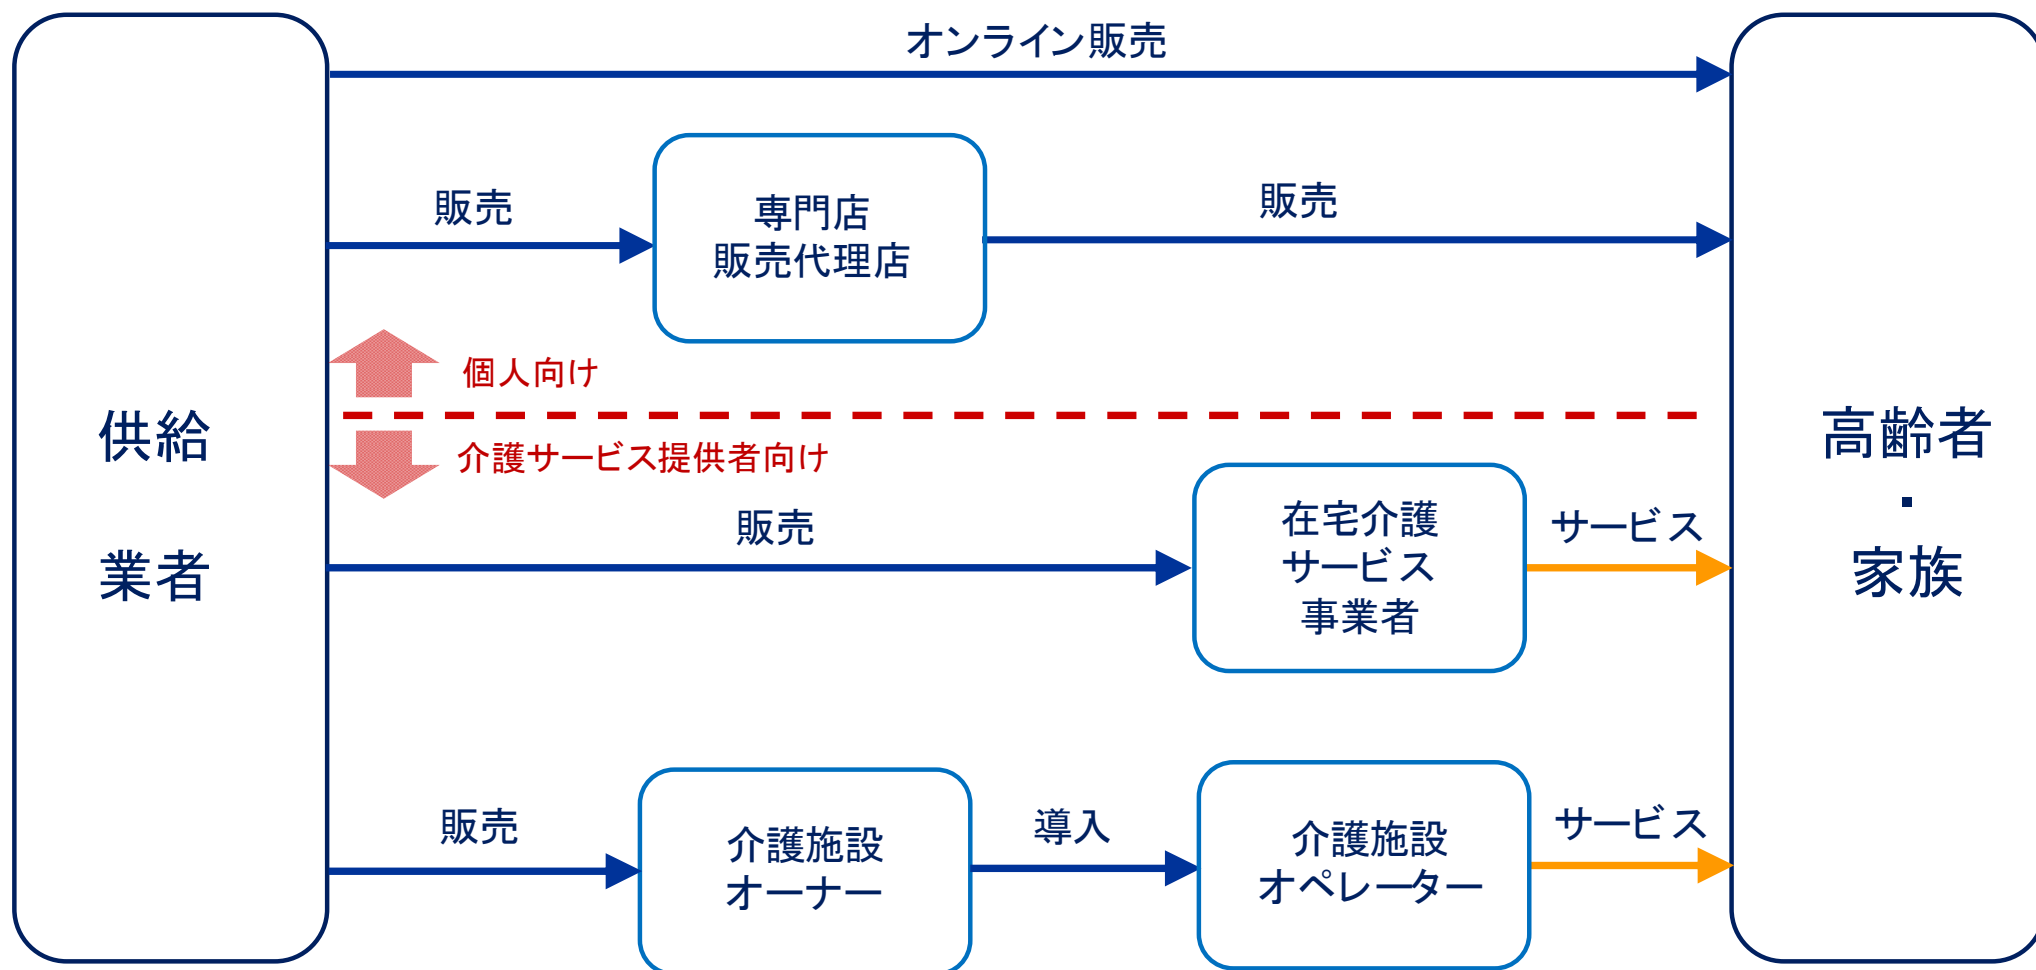 オンライン販売
販売
専門店
販売代理店
販売
個人向け
介護サービス提供者向け
供給
業者
高齢者
・
家族
販売
在宅介護
サービス
事業者
サービス
販売
介護施設
オーナー
導入
介護施設
オペレーター
サービス